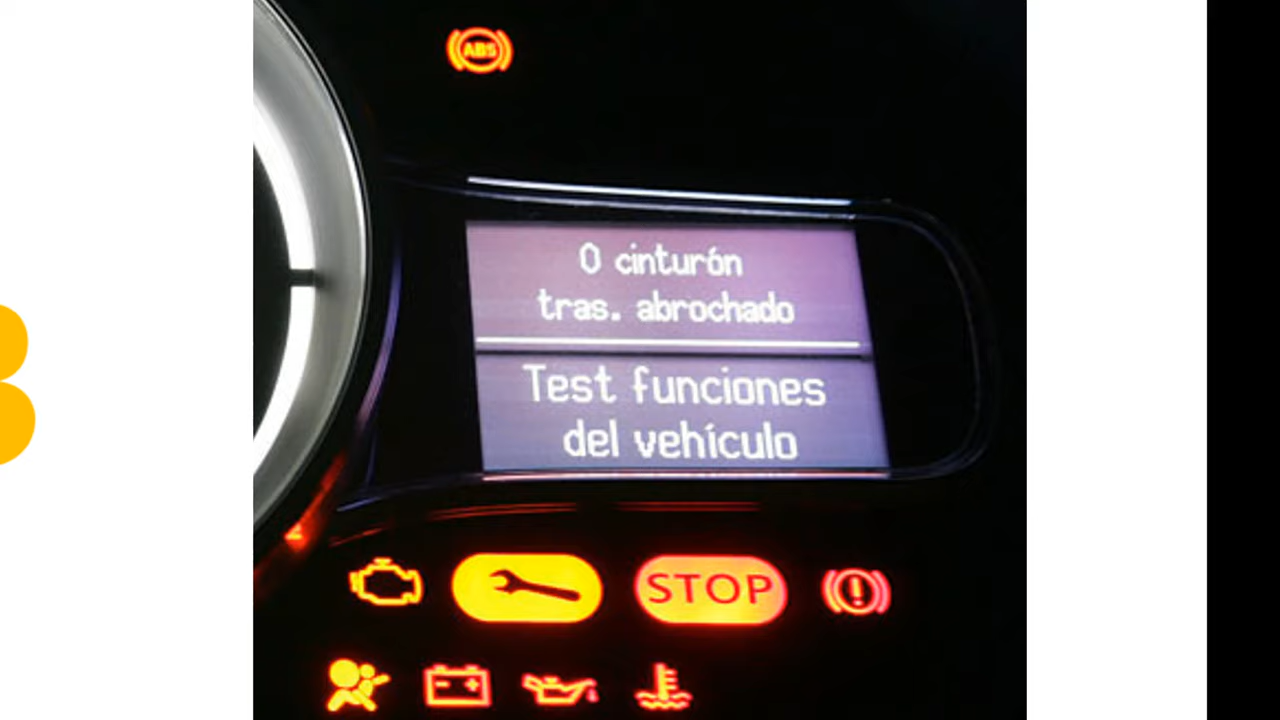 ABS
0 cinturón
tras. abrochado
Test funciones
del vehículo
STOP